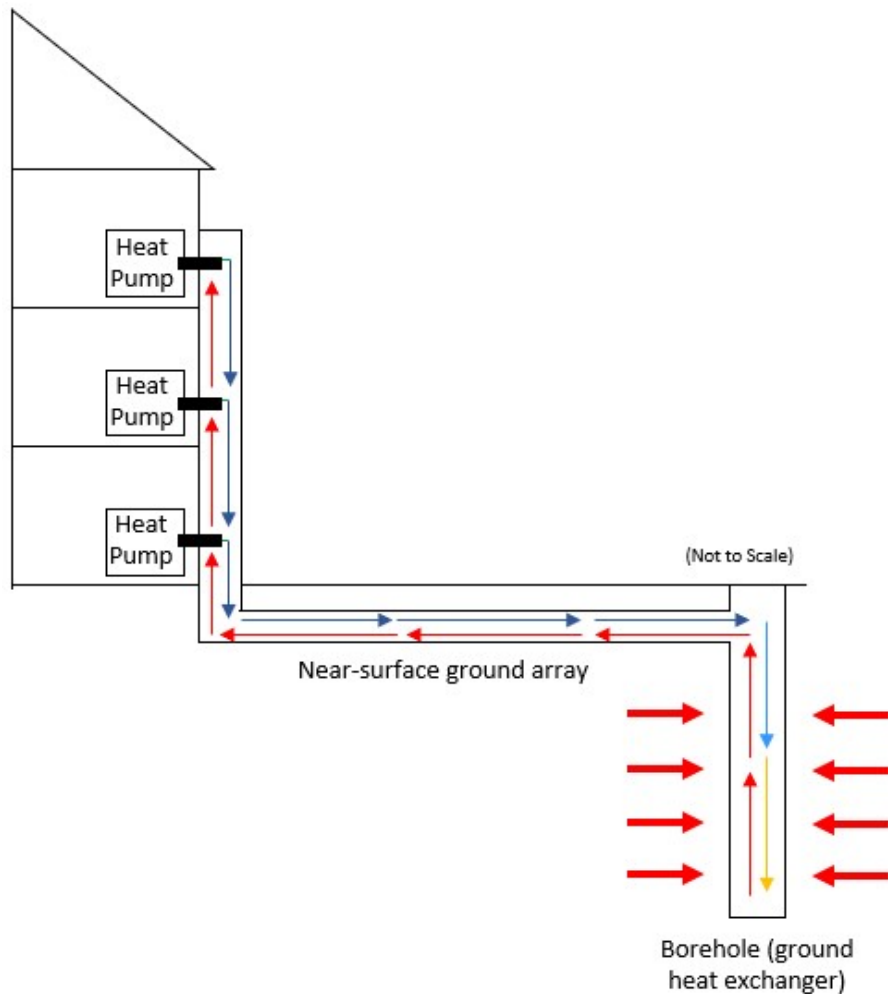 Heat
Pump
Heat
Pump
Heat
Pump
(Not to Scale)
Near-surface ground array
Borehole (ground
heat exchanger)